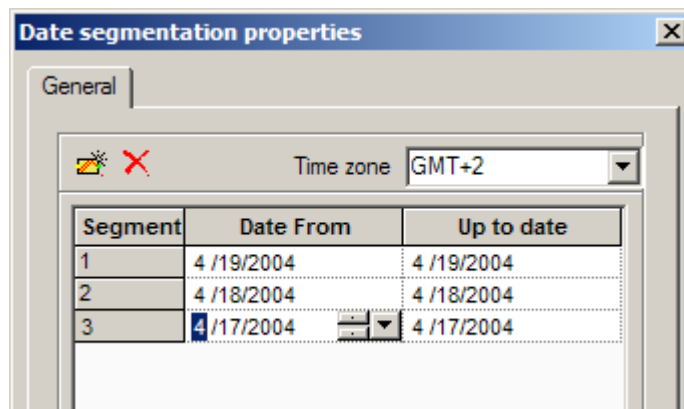 Date segmentation properties
General
Time zone GMT+2
Segment Date From Up to date
1 4 /19/2004 4 /19/2004
2 4 /18/2004 4 /18/2004
3 4 /17/2004 4 /17/2004